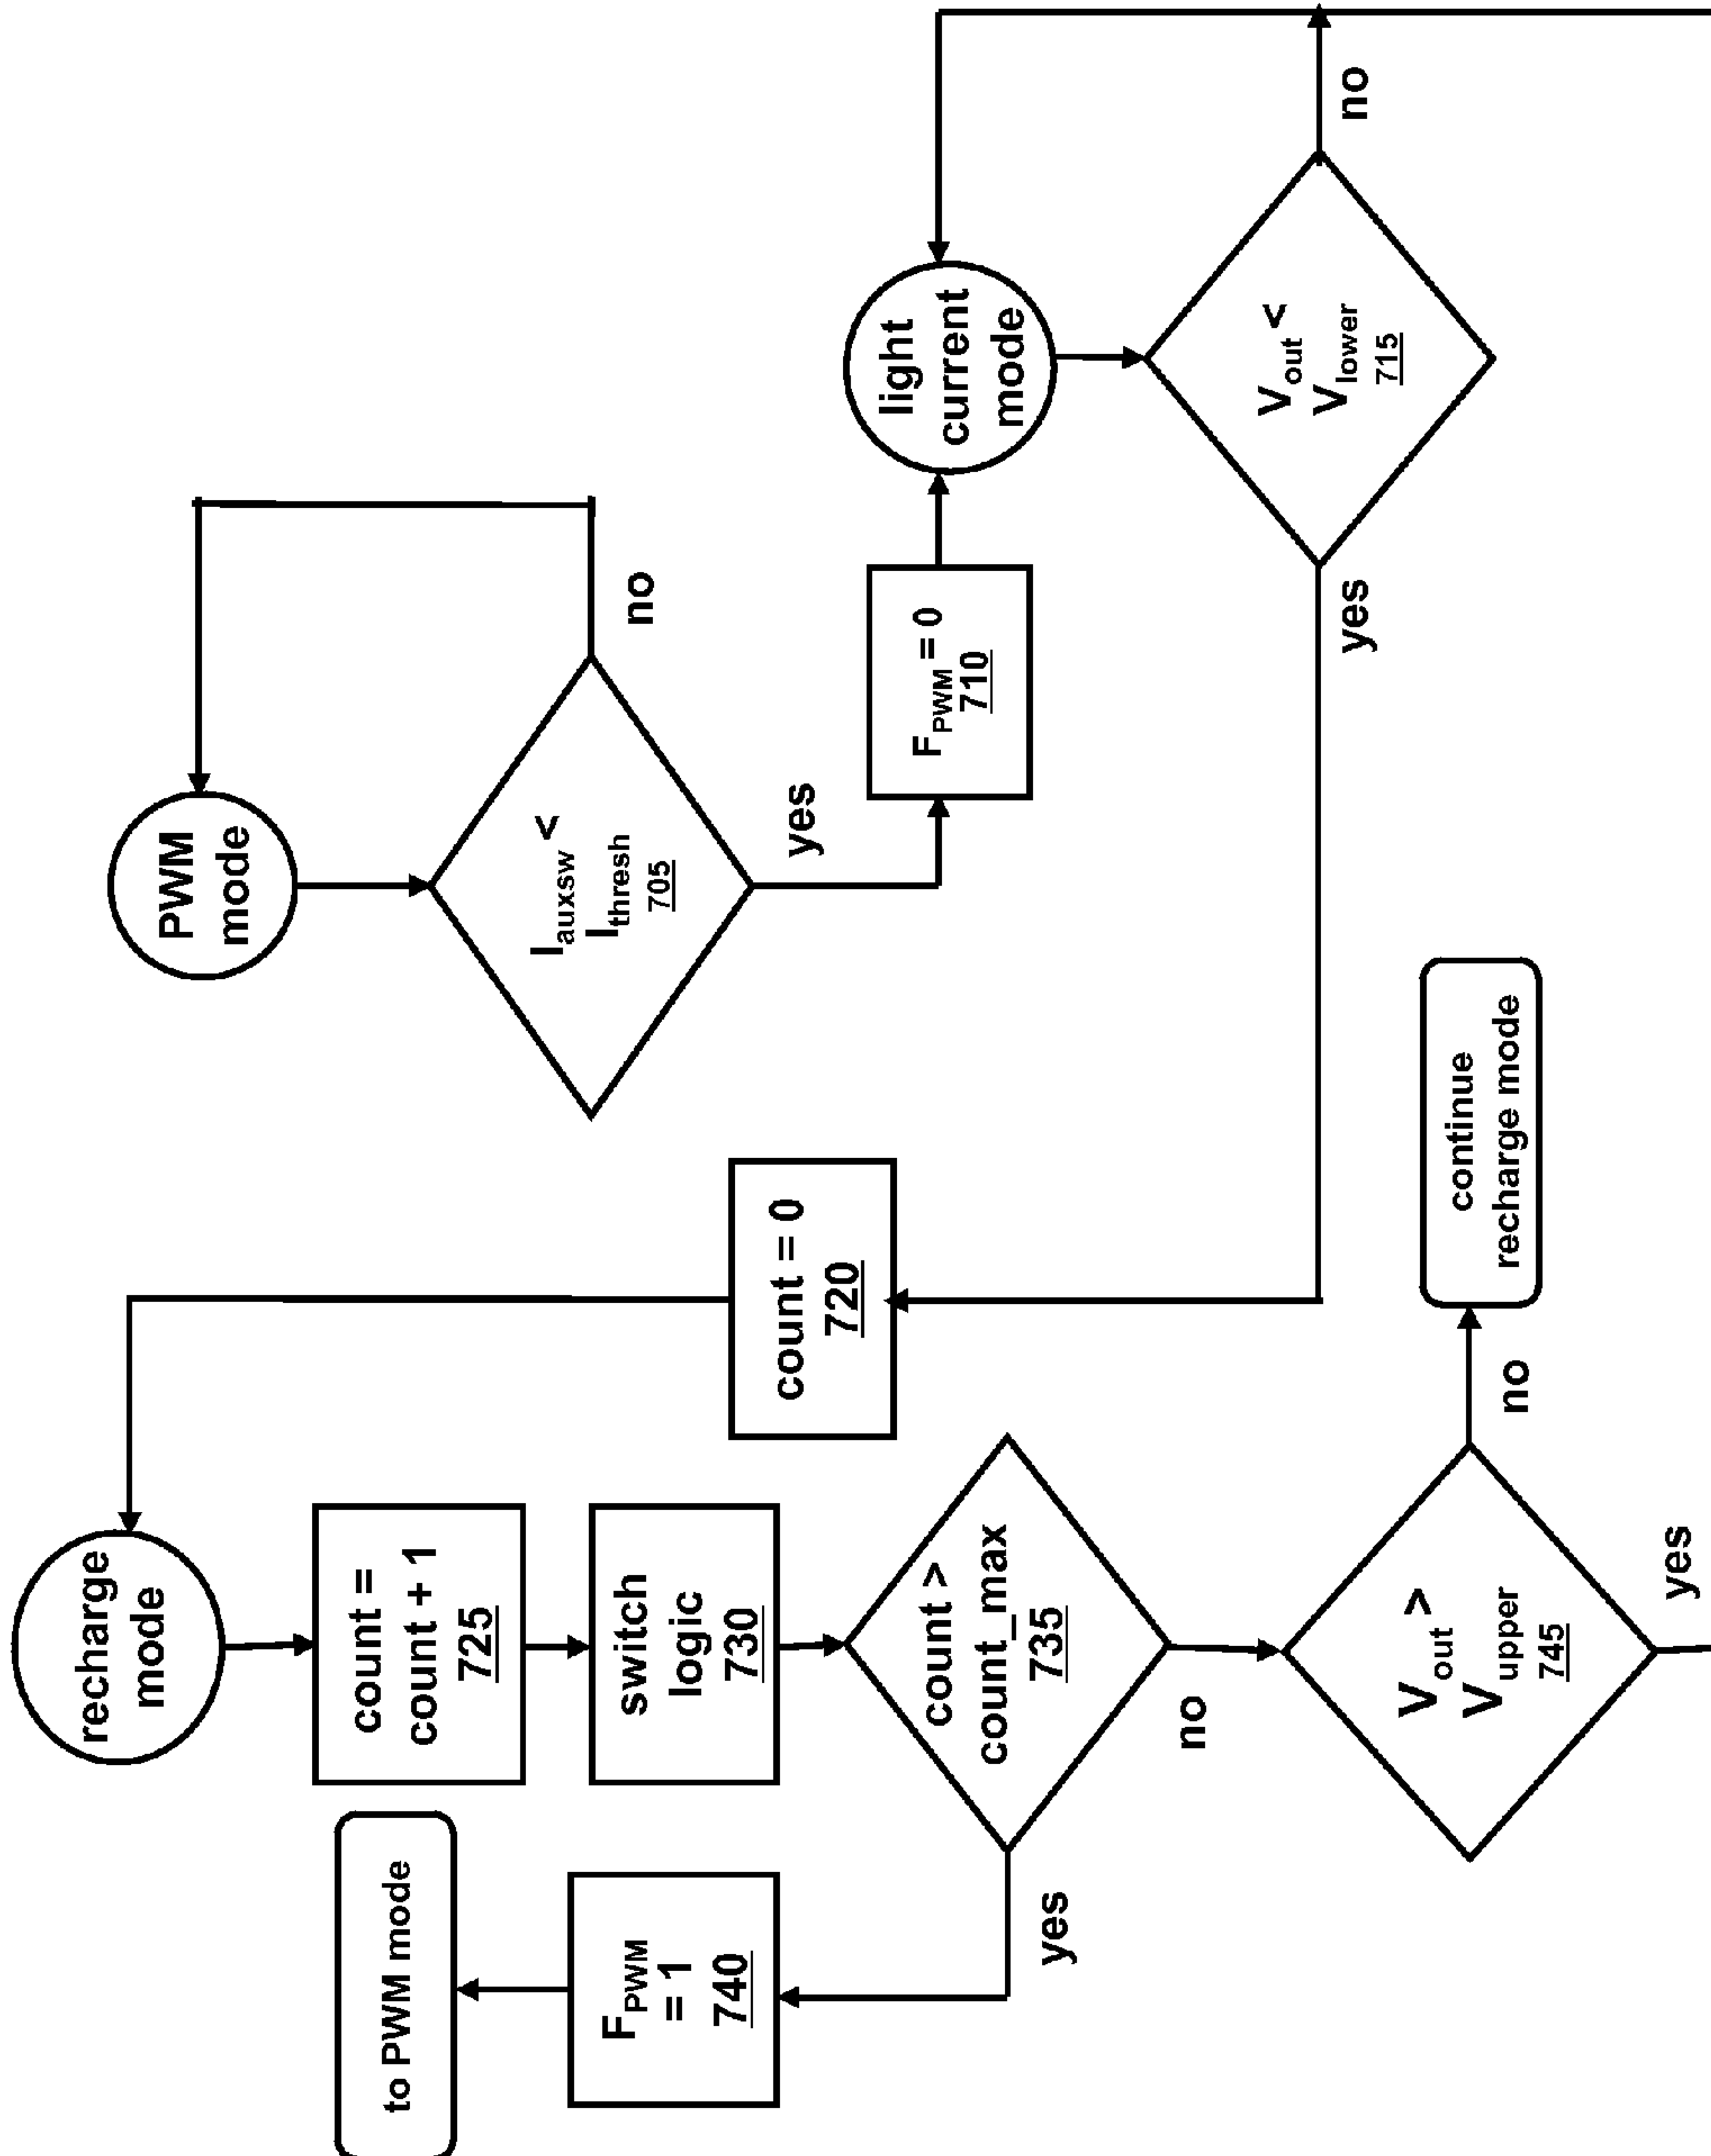 PWM
mode
I_auxsw <
I_thresh
705
no
yes
F_PWM = 0
710
light
current
mode
V_out <
V_lower
715
no
yes
count = 0
720
recharge
mode
count =
count + 1
725
switch
logic
730
count >
count_max
735
yes
F_PWM
= 1
740
to PWM mode
no
V_out >
V_upper
745
no
continue
recharge mode
yes